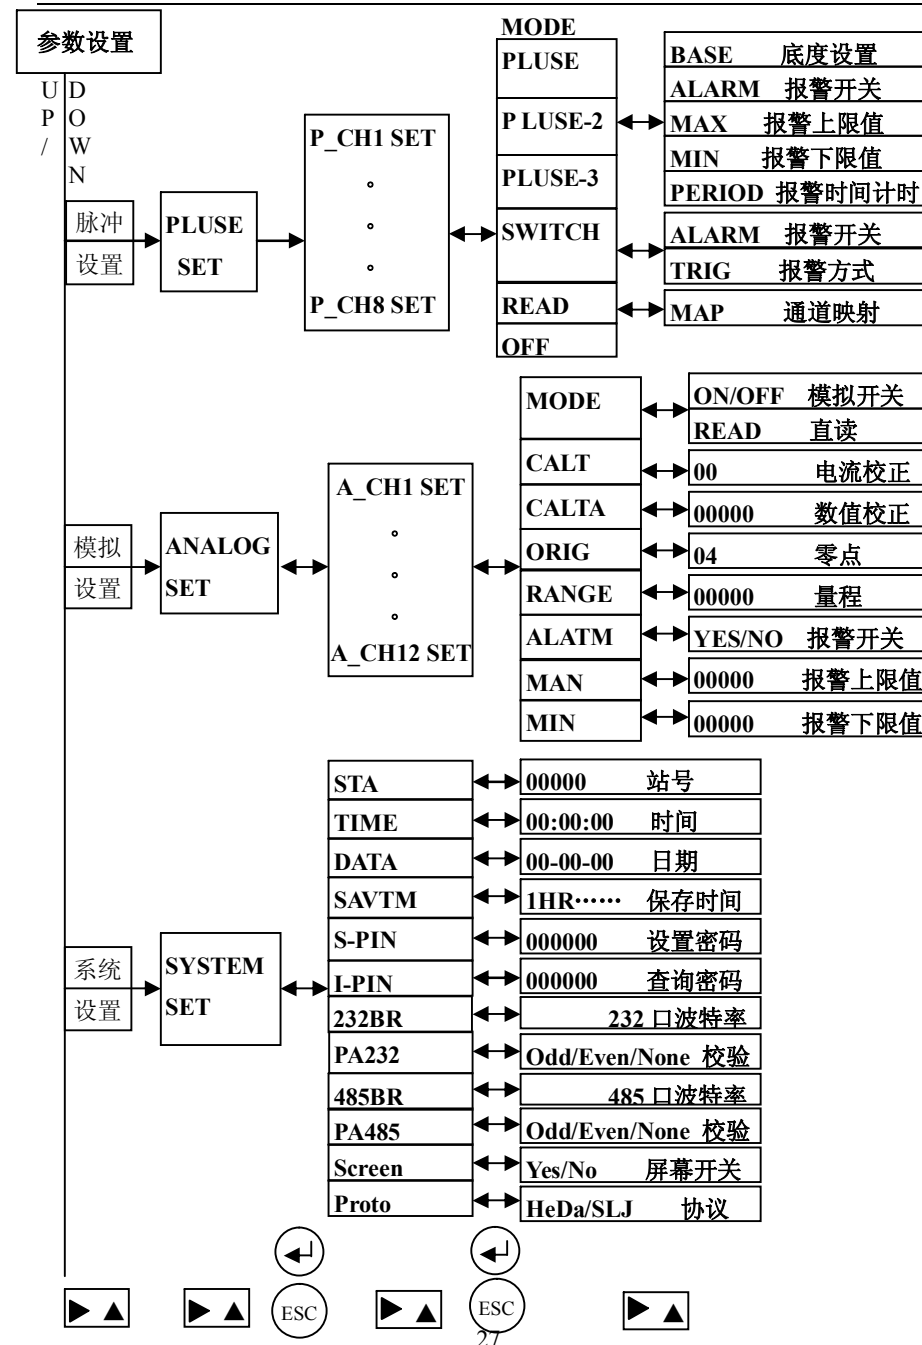 参数设置
UP/
DOWN
脉冲
设置
PLUSE
SET
P_CH1 SET
。
。
。
P_CH8 SET
MODE
PLUSE
P LUSE-2
PLUSE-3
SWITCH
READ
OFF
BASE 底度设置
ALARM 报警开关
MAX 报警上限值
MIN 报警下限值
PERIOD 报警时间计时
ALARM 报警开关
TRIG 报警方式
MAP 通道映射
模拟
设置
ANALOG
SET
A_CH1 SET
。
。
。
A_CH12 SET
MODE
ON/OFF 模拟开关
READ 直读
CALT
00 电流校正
CALTA
00000 数值校正
ORIG
04 零点
RANGE
00000 量程
ALATM
YES/NO 报警开关
MAN
00000 报警上限值
MIN
00000 报警下限值
系统
设置
SYSTEM
SET
STA
00000 站号
TIME
00:00:00 时间
DATA
00-00-00 日期
SAVTM
1HR…… 保存时间
S-PIN
000000 设置密码
I-PIN
000000 查询密码
232BR
232 口波特率
PA232
Odd/Even/None 校验
485BR
485 口波特率
PA485
Odd/Even/None 校验
Screen
Yes/No 屏幕开关
Proto
HeDa/SLJ 协议
ESC
ESC
27